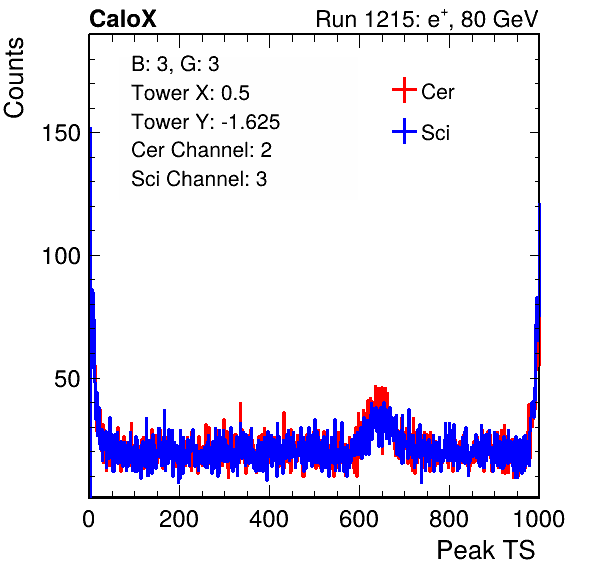 CaloX Run 1215: e⁺, 80 GeV
Counts
B: 3, G: 3
Tower X: 0.5
Tower Y: -1.625
Cer Channel: 2
Sci Channel: 3
Cer
Sci
150
100
50
0 200 400 600 800 1000
Peak TS